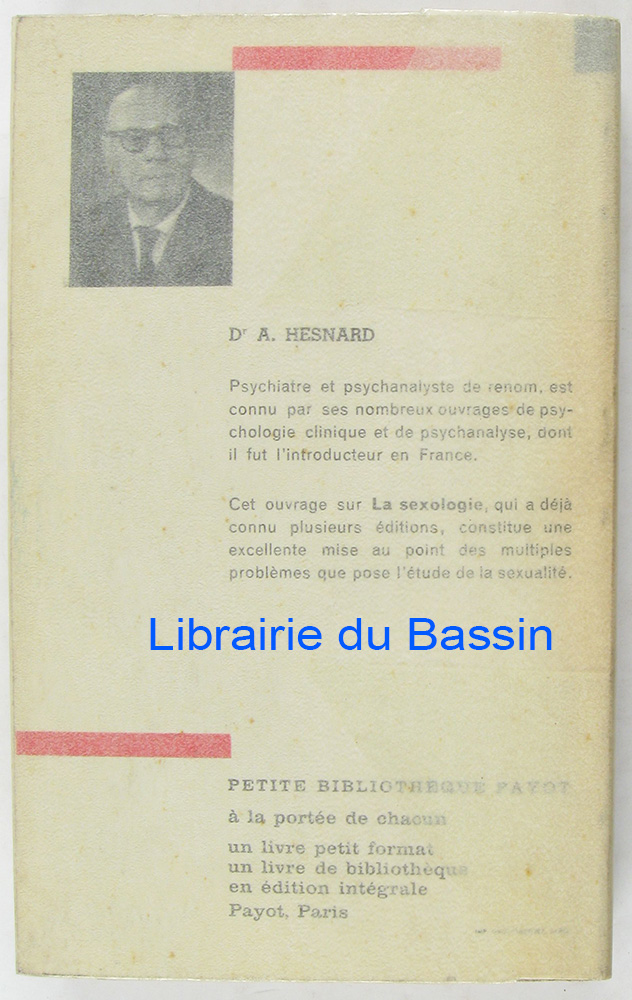 Dr A. HESNARD
Psychiatre et psychanalyste de renom, est
connu par ses nombreux ouvrages de psy-
chologie clinique et de psychanalyse, dont
il fut l'introducteur en France.
Cet ouvrage sur La sexologie, qui a déjà
connu plusieurs éditions, constitue une
excellente mise au point des multiples
problèmes que pose l'étude de la sexualité.
Librairie du Bassin
PETITE BIBLIOTHEQUE PAYOT
à la portée de chacun
un livre petit format
un livre de bibliothèque
en édition intégrale
Payot, Paris